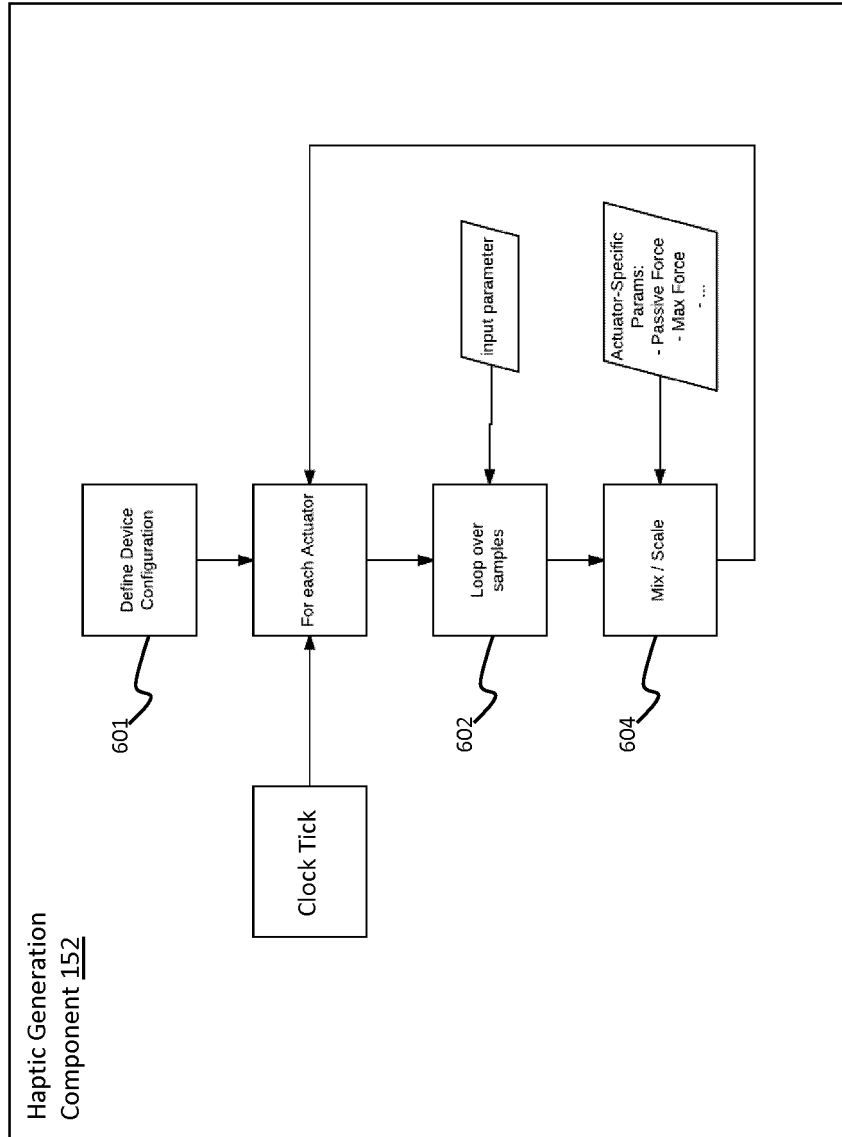 Haptic Generation
Component 152
601
Define Device
Configuration
Clock Tick
For each Actuator
602
Loop over
samples
input parameter
604
Mix / Scale
Actuator-Specific
Params:
- Passive Force
- Max Force
- ...